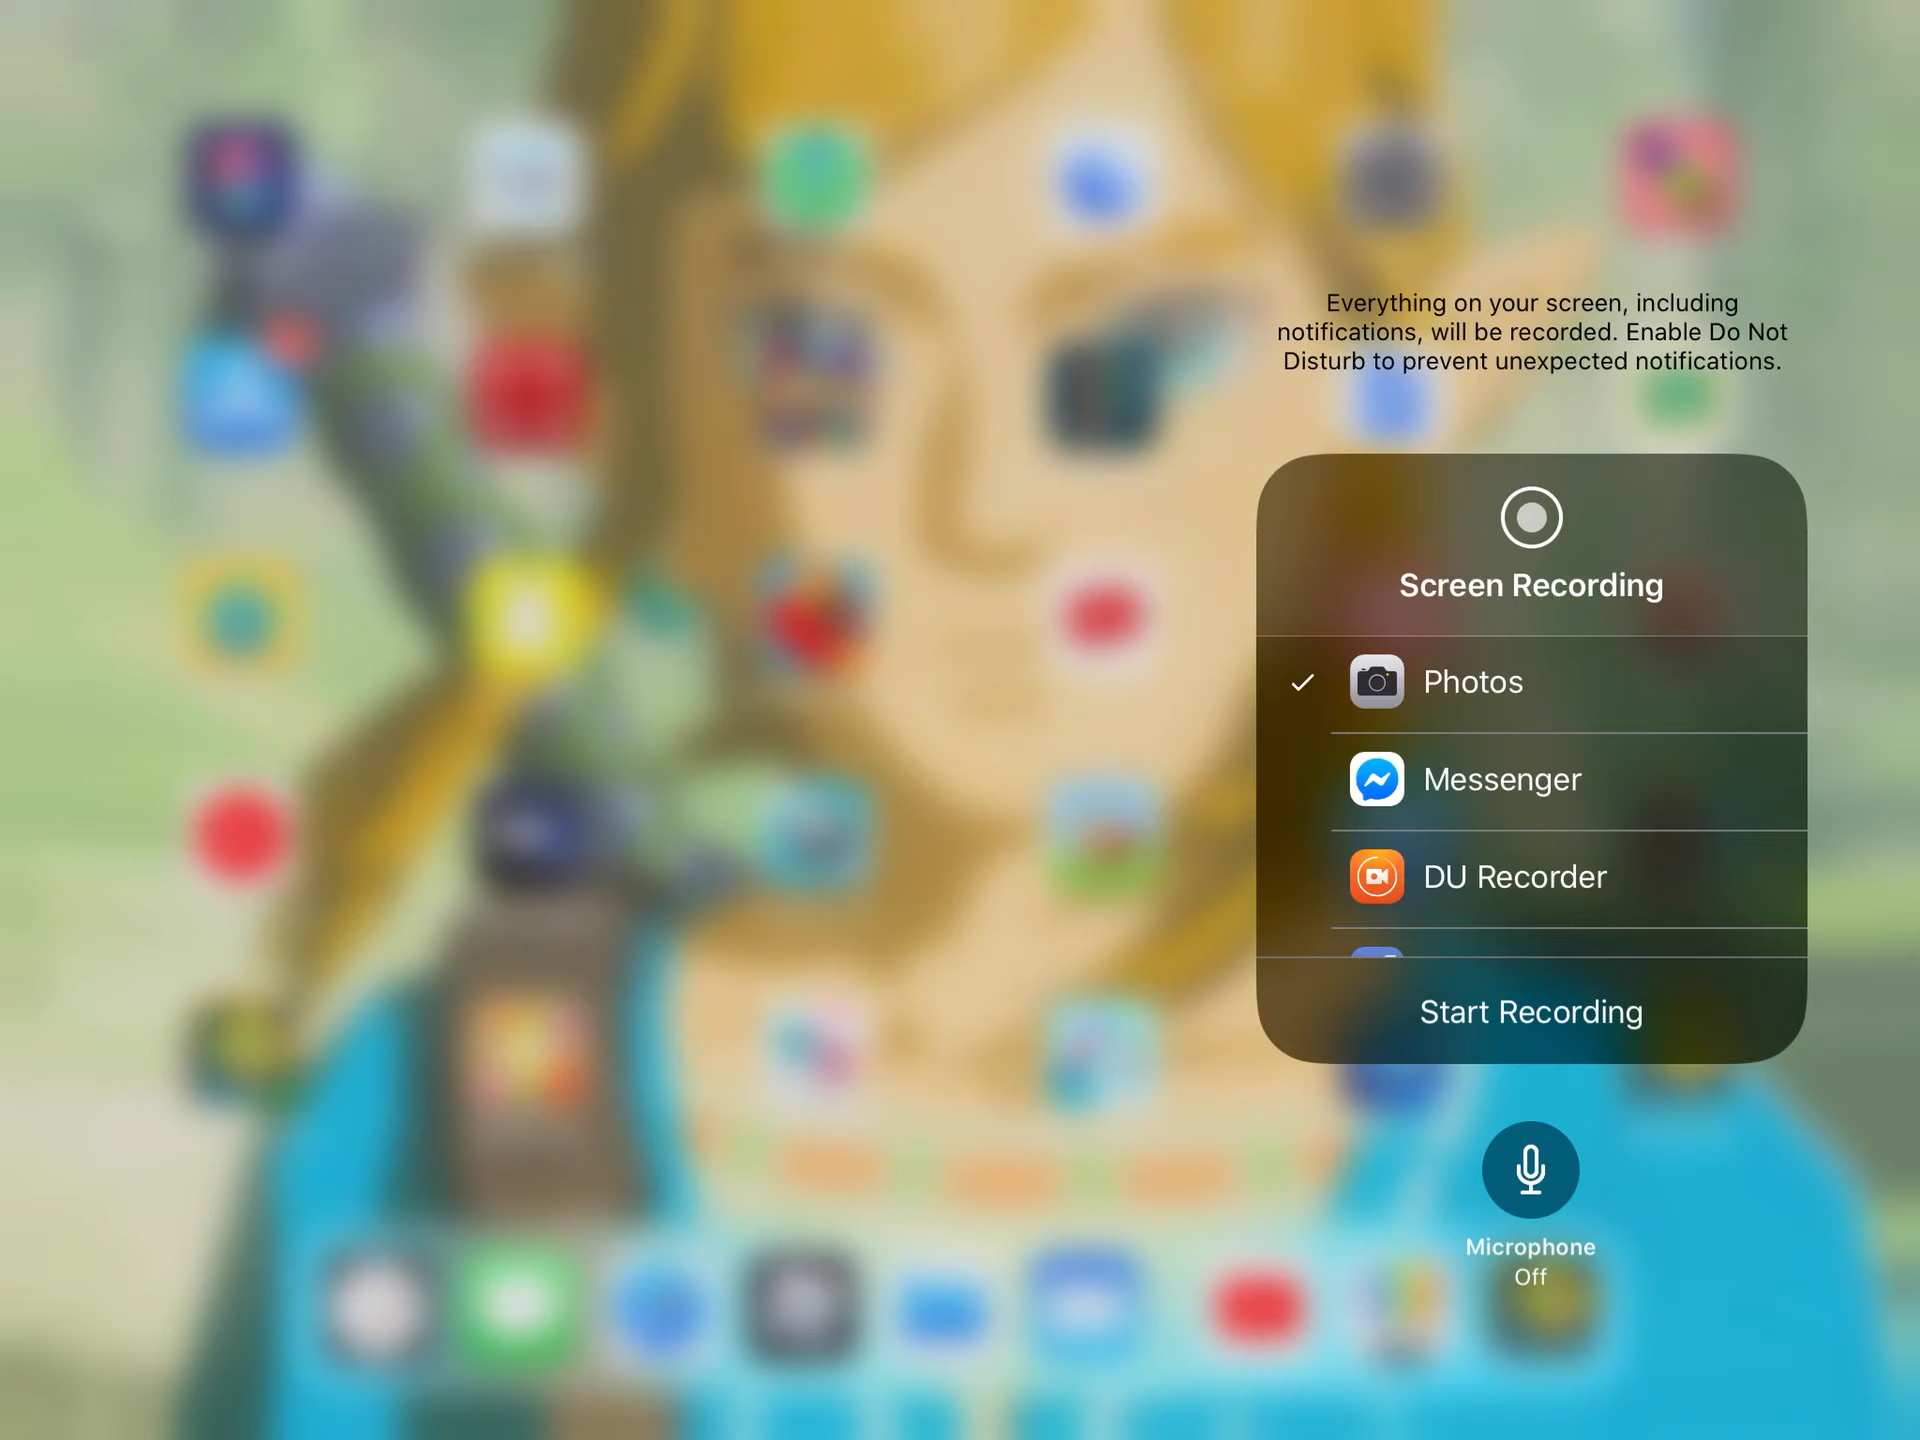 Everything on your screen, including
notifications, will be recorded. Enable Do Not
Disturb to prevent unexpected notifications.
Screen Recording
Photos
Messenger
DU Recorder
Start Recording
Microphone
Off